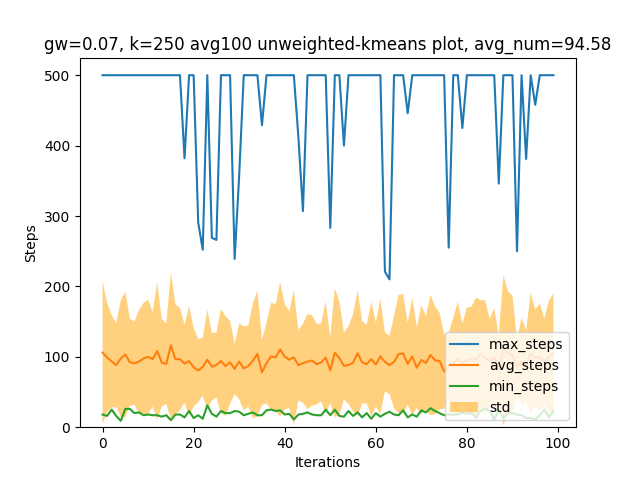 gw=0.07, k=250 avg100 unweighted-kmeans plot, avg_num=94.58
500
400
300
200
100
0
Steps
max_steps
avg_steps
min_steps
std
0
20
40
60
80
100
Iterations